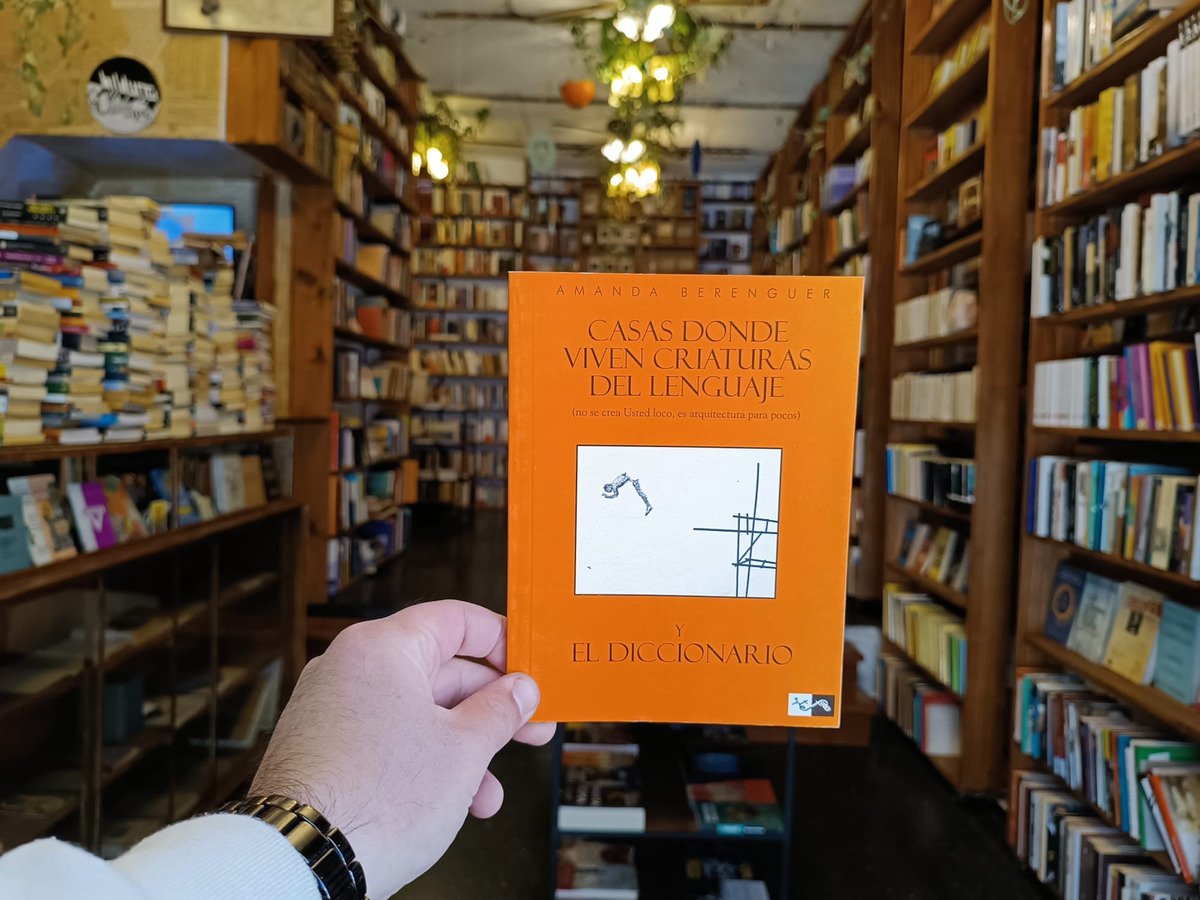 AMANDA BERENGUER
CASAS DONDE
VIVEN CRIATURAS
DEL LENGUAJE
(no se crea Usted loco, es arquitectura para pocos)
Y
EL DICCIONARIO